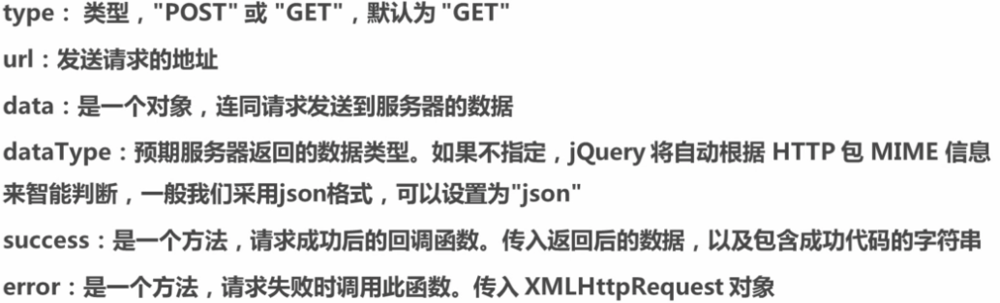 type： 类型，"POST" 或 "GET"，默认为 "GET"
url：发送请求的地址
data：是一个对象，连同请求发送到服务器的数据
dataType：预期服务器返回的数据类型。如果不指定，jQuery 将自动根据 HTTP 包 MIME 信息
来智能判断，一般我们采用json格式，可以设置为"json"
success：是一个方法，请求成功后的回调函数。传入返回后的数据，以及包含成功代码的字符串
error：是一个方法，请求失败时调用此函数。传入 XMLHttpRequest 对象